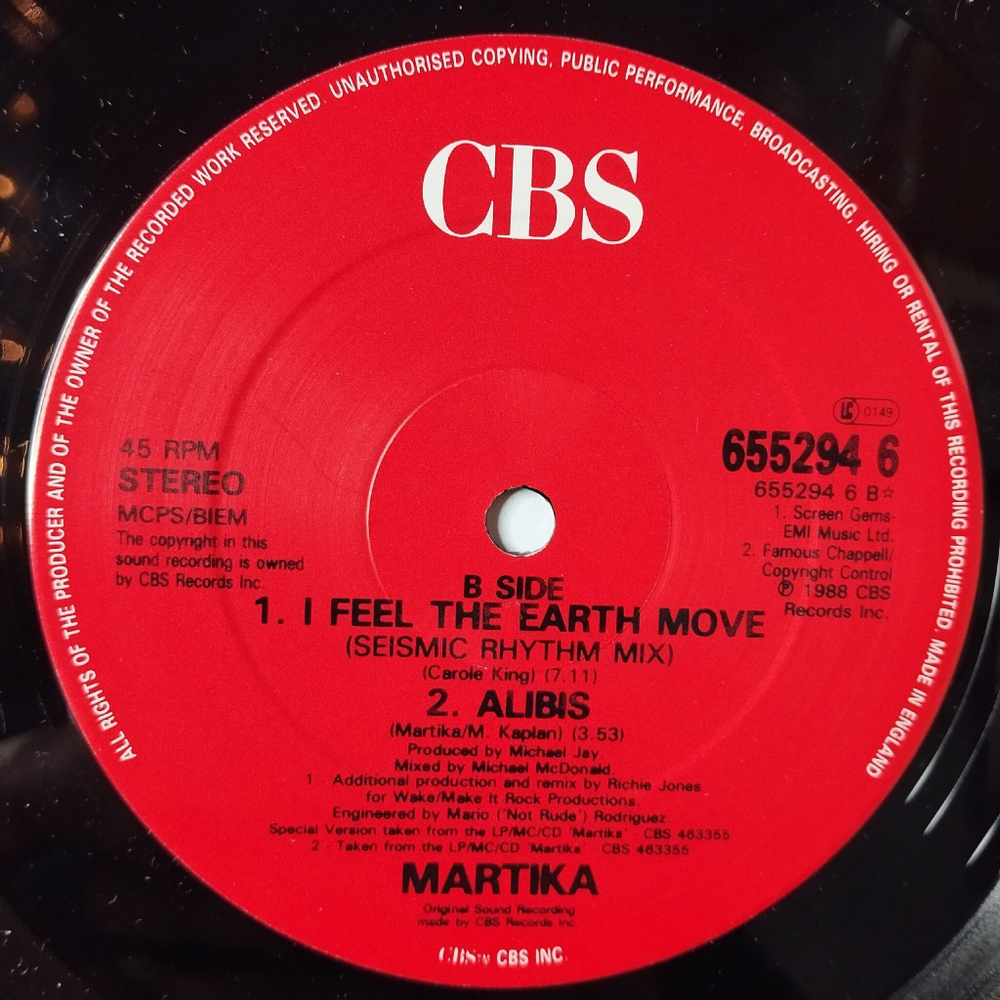 ALL RIGHTS OF THE PRODUCER AND OF THE OWNER OF THE RECORDED WORK RESERVED. UNAUTHORISED COPYING, PUBLIC PERFORMANCE, BROADCASTING, HIRING OR RENTAL OF THIS RECORDING PROHIBITED. MADE IN ENGLAND
CBS
45 RPM
STEREO
MCPS/BIEM
The copyright in this
sound recording is owned
by CBS Records Inc.
LC 0149
655294 6
655294 6 B☆
1. Screen Gems-
EMI Music Ltd.
2. Famous Chappell/
Copyright Control
℗ 1988 CBS
Records Inc.
B SIDE
1. I FEEL THE EARTH MOVE
(SEISMIC RHYTHM MIX)
(Carole King) (7.11)
2. ALIBIS
(Martika/M. Kaplan) (3.53)
Produced by Michael Jay.
Mixed by Michael McDonald.
1 - Additional production and remix by Richie Jones
for Wake/Make It Rock Productions.
Engineered by Mario ('Not Rude') Rodriguez
Special Version taken from the LP/MC/CD 'Martika' - CBS 463355
2 - Taken from the LP/MC/CD 'Martika' - CBS 463355
MARTIKA
Original Sound Recording
made by CBS Records Inc
CBS TM CBS INC.